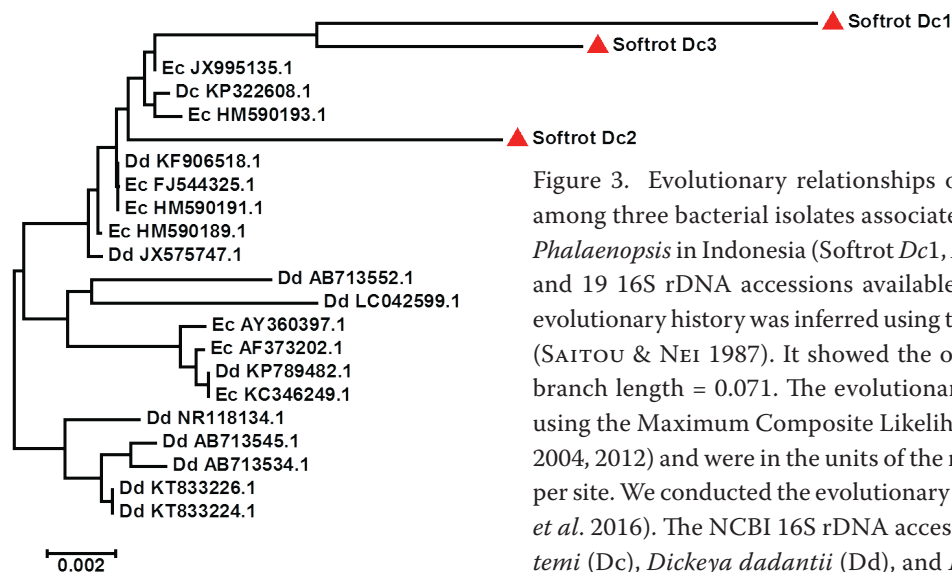 Softrot Dc1
Softrot Dc3
Ec JX995135.1
Dc KP322608.1
Ec HM590193.1
Softrot Dc2
Dd KF906518.1
Ec FJ544325.1
Ec HM590191.1
Ec HM590189.1
Dd JX575747.1
Dd AB713552.1
Dd LC042599.1
Ec AY360397.1
Ec AF373202.1
Dd KP789482.1
Ec KC346249.1
Dd NR118134.1
Dd AB713545.1
Dd AB713534.1
Dd KT833226.1
Dd KT833224.1
0.002
Figure 3. Evolutionary relationships
among three bacterial isolates associate
Phalaenopsis in Indonesia (Softrot Dc1,
and 19 16S rDNA accessions available
evolutionary history was inferred using
(SAITOU & NEI 1987). It showed the
branch length = 0.071. The evolutionar
using the Maximum Composite Likelih
2004, 2012) and were in the units of the
per site. We conducted the evolutionary
et al. 2016). The NCBI 16S rDNA acces
temi (Dc), Dickeya dadantii (Dd), and